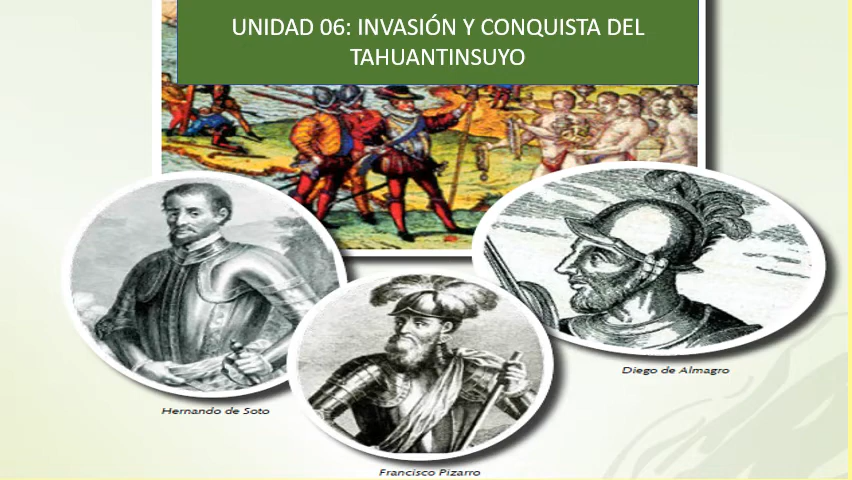 UNIDAD 06: INVASIÓN Y CONQUISTA DEL
TAHUANTINSUYO
Hernando de Soto
Francisco Pizarro
Diego de Almagro